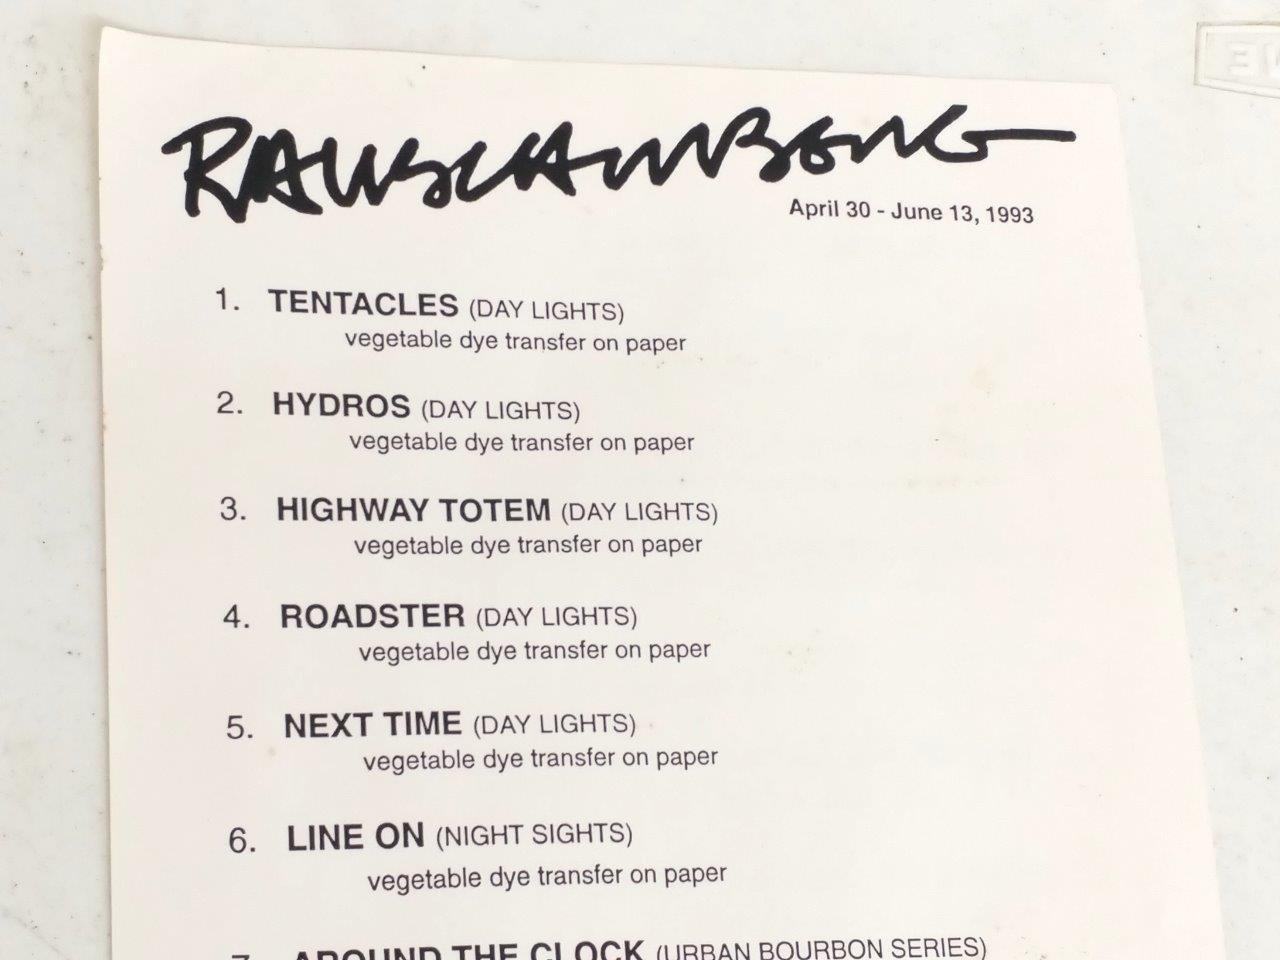 RAUSCHENBERG
April 30 - June 13, 1993
1. TENTACLES (DAY LIGHTS)
vegetable dye transfer on paper
2. HYDROS (DAY LIGHTS)
vegetable dye transfer on paper
3. HIGHWAY TOTEM (DAY LIGHTS)
vegetable dye transfer on paper
4. ROADSTER (DAY LIGHTS)
vegetable dye transfer on paper
5. NEXT TIME (DAY LIGHTS)
vegetable dye transfer on paper
6. LINE ON (NIGHT SIGHTS)
vegetable dye transfer on paper
7. AROUND THE CLOCK (URBAN BOURBON SERIES)